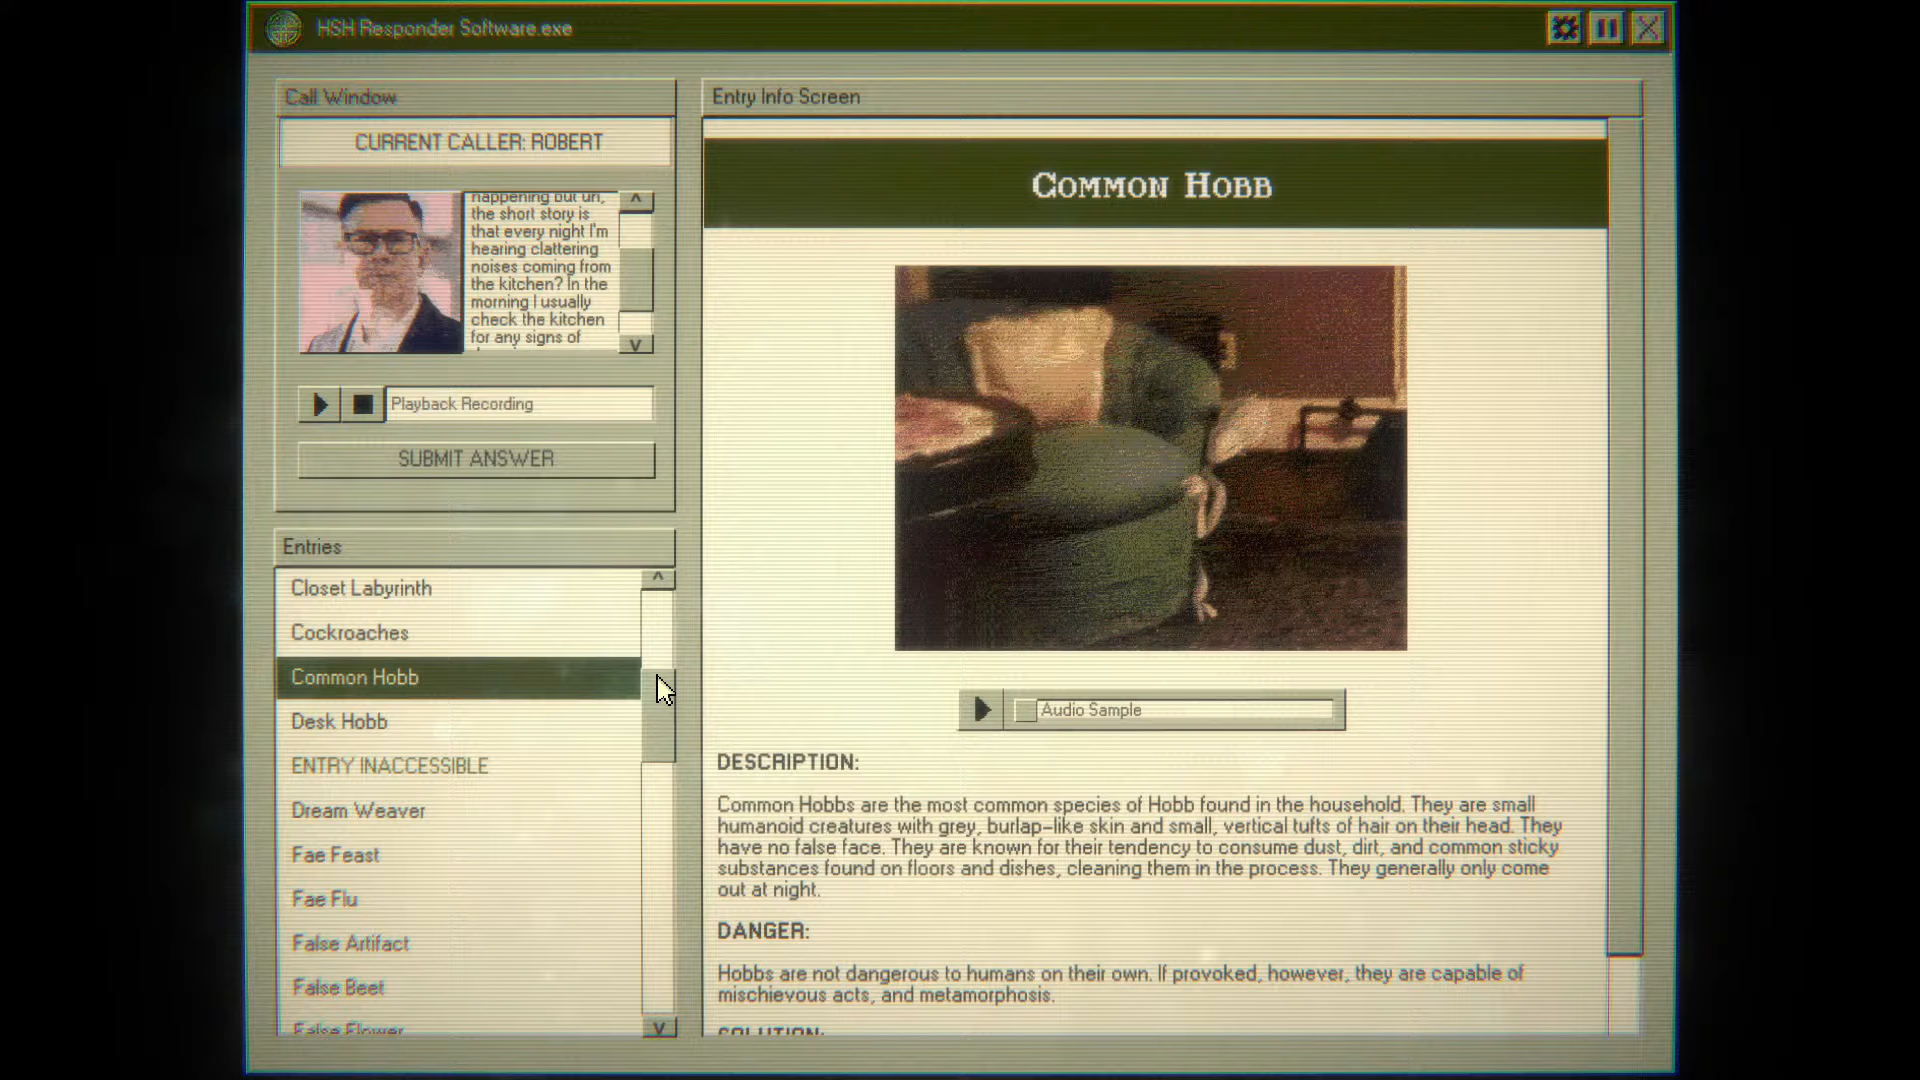 HSH Responder Software.exe
Call Window
CURRENT CALLER: ROBERT
happening but uh,
the short story is
that every night I'm
hearing clattering
noises coming from
the kitchen? In the
morning I usually
check the kitchen
for any signs of
Playback Recording
SUBMIT ANSWER
Entries
Closet Labyrinth
Cockroaches
Common Hobb
Desk Hobb
ENTRY INACCESSIBLE
Dream Weaver
Fae Feast
Fae Flu
False Artifact
False Beet
False Flower
Entry Info Screen
Common Hobb
Audio Sample
DESCRIPTION:
Common Hobbs are the most common species of Hobb found in the household. They are small
humanoid creatures with grey, burlap-like skin and small, vertical tufts of hair on their head. They
have no false face. They are known for their tendency to consume dust, dirt, and common sticky
substances found on floors and dishes, cleaning them in the process. They generally only come
out at night.
DANGER:
Hobbs are not dangerous to humans on their own. If provoked, however, they are capable of
mischievous acts, and metamorphosis.
SOLUTION: